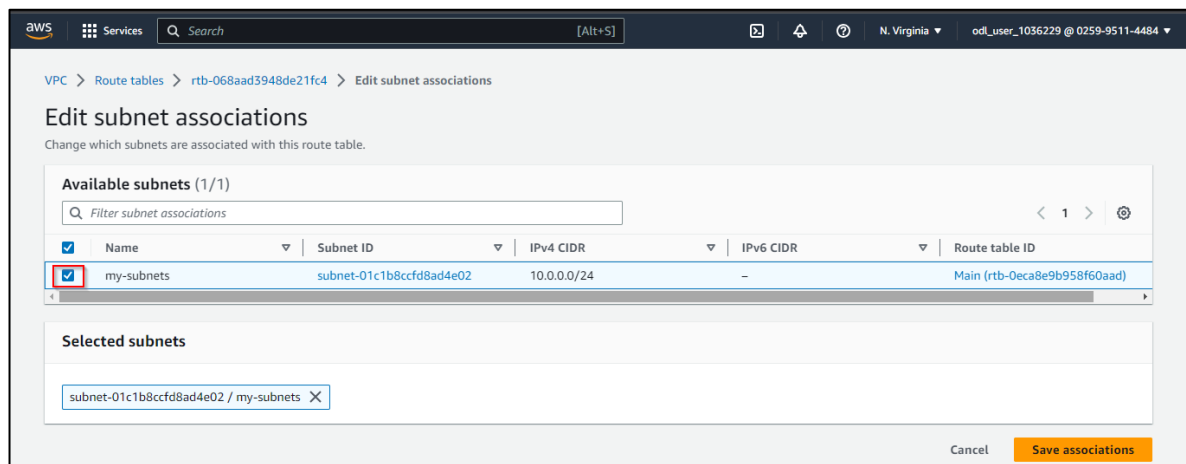 aws Services Search [Alt+S] N. Virginia ▼ odl_user_1036229 @ 0259-9511-4484 ▼
VPC > Route tables > rtb-068aad3948de21fc4 > Edit subnet associations
Edit subnet associations
Change which subnets are associated with this route table.
Available subnets (1/1)
Filter subnet associations
< 1 >
Name Subnet ID IPv4 CIDR IPv6 CIDR Route table ID
my-subnets subnet-01c1b8ccfd8ad4e02 10.0.0.0/24 – Main (rtb-0eca8e9b958f60aad)
Selected subnets
subnet-01c1b8ccfd8ad4e02 / my-subnets X
Cancel Save associations